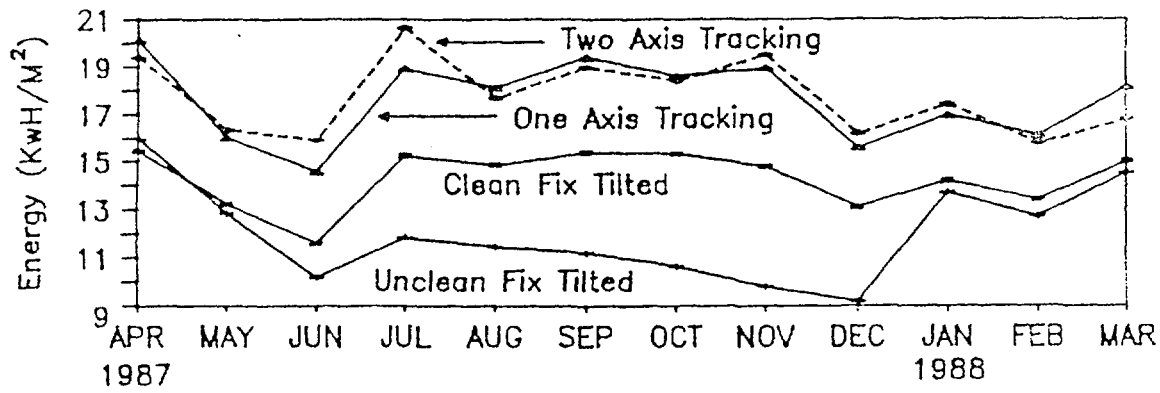 Energy (KwH/M²)
21
19
17
15
13
11
9
Two Axis Tracking
One Axis Tracking
Clean Fix Tilted
Unclean Fix Tilted
APR MAY JUN JUL AUG SEP OCT NOV DEC JAN FEB MAR
1987 1988